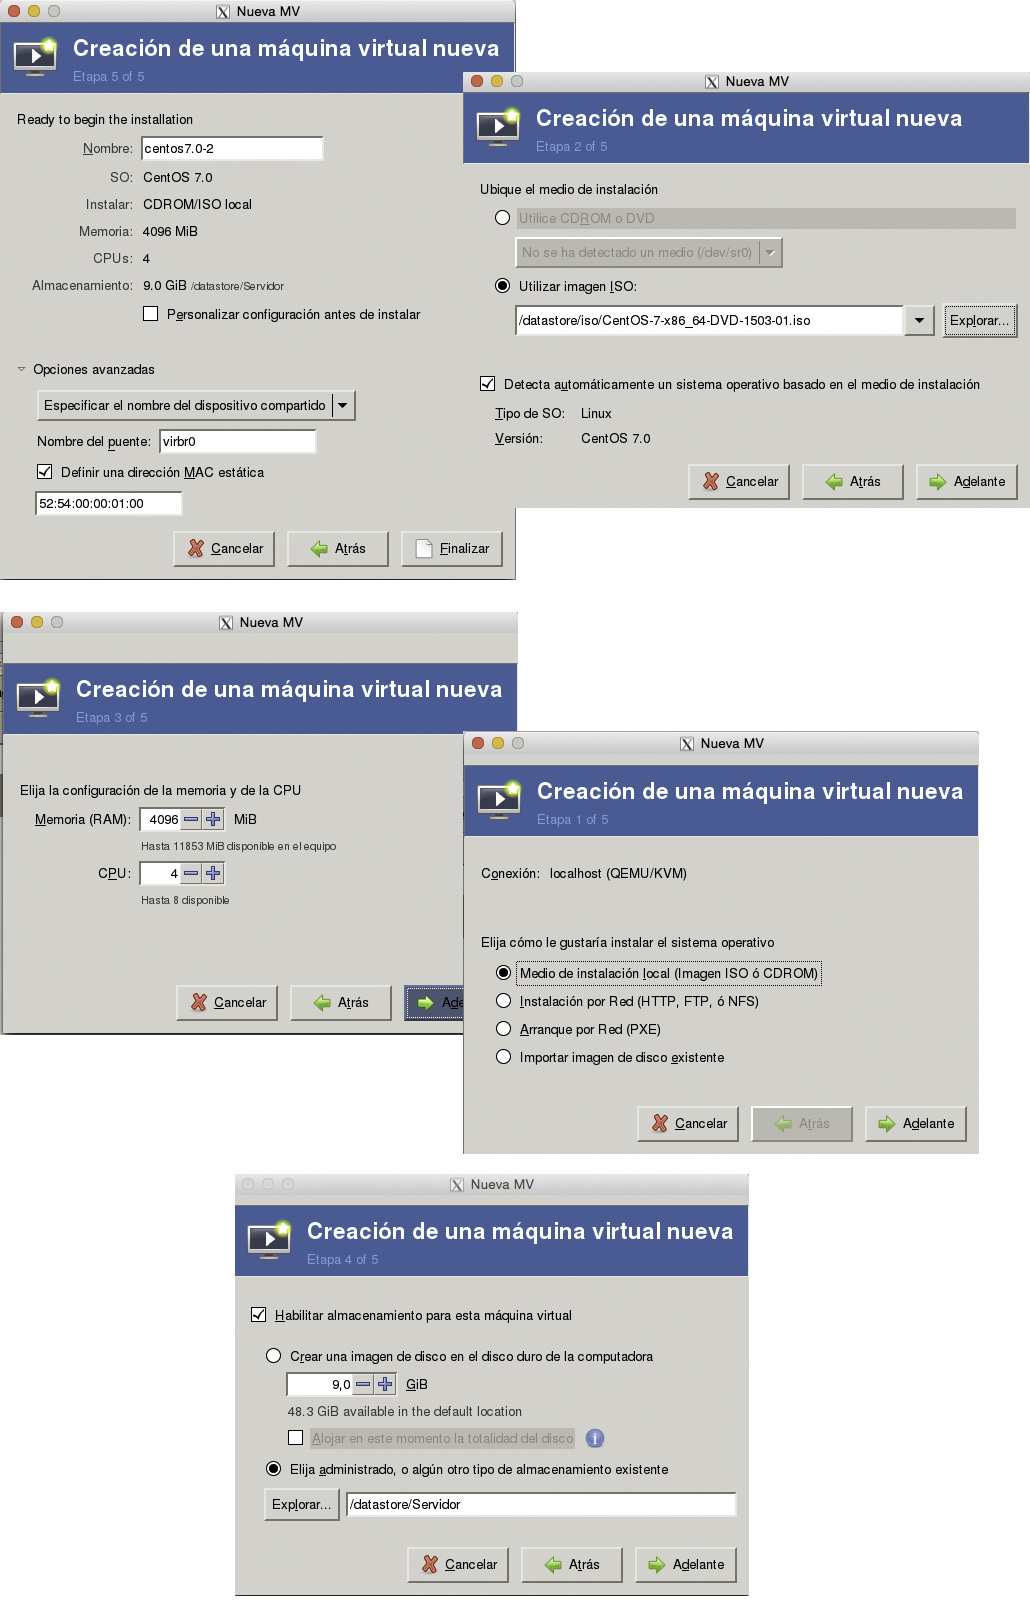 Nueva MV
Creación de una máquina virtual nueva
Etapa 5 of 5
Ready to begin the installation
Nombre: centos7.0-2
SO: CentOS 7.0
Instalar: CDROM/ISO local
Memoria: 4096 MiB
CPUs: 4
Almacenamiento: 9.0 GiB /datastore/Servidor
Personalizar configuración antes de instalar
Opciones avanzadas
Especificar el nombre del dispositivo compartido
Nombre del puente: virbr0
Definir una dirección MAC estática
52:54:00:00:01:00
Cancelar Atrás Finalizar
Nueva MV
Creación de una máquina virtual nueva
Etapa 2 of 5
Ubique el medio de instalación
Utilice CDROM o DVD
No se ha detectado un medio (/dev/sr0)
Utilizar imagen ISO:
/datastore/iso/CentOS-7-x86_64-DVD-1503-01.iso Explorar...
Detecta automáticamente un sistema operativo basado en el medio de instalación
Tipo de SO: Linux
Versión: CentOS 7.0
Cancelar Atrás Adelante
Nueva MV
Creación de una máquina virtual nueva
Etapa 3 of 5
Elija la configuración de la memoria y de la CPU
Memoria (RAM): 4096 MiB
Hasta 11853 MiB disponible en el equipo
CPU: 4
Hasta 8 disponible
Cancelar Atrás Ade
Nueva MV
Creación de una máquina virtual nueva
Etapa 1 of 5
Conexión: localhost (QEMU/KVM)
Elija cómo le gustaría instalar el sistema operativo
Medio de instalación local (Imagen ISO ó CDROM)
Instalación por Red (HTTP, FTP, ó NFS)
Arranque por Red (PXE)
Importar imagen de disco existente
Cancelar Atrás Adelante
Nueva MV
Creación de una máquina virtual nueva
Etapa 4 of 5
Habilitar almacenamiento para esta máquina virtual
Crear una imagen de disco en el disco duro de la computadora
9,0 GiB
48.3 GiB available in the default location
Alojar en este momento la totalidad del disco
Elija administrado, o algún otro tipo de almacenamiento existente
Explorar... /datastore/Servidor
Cancelar Atrás Adelante